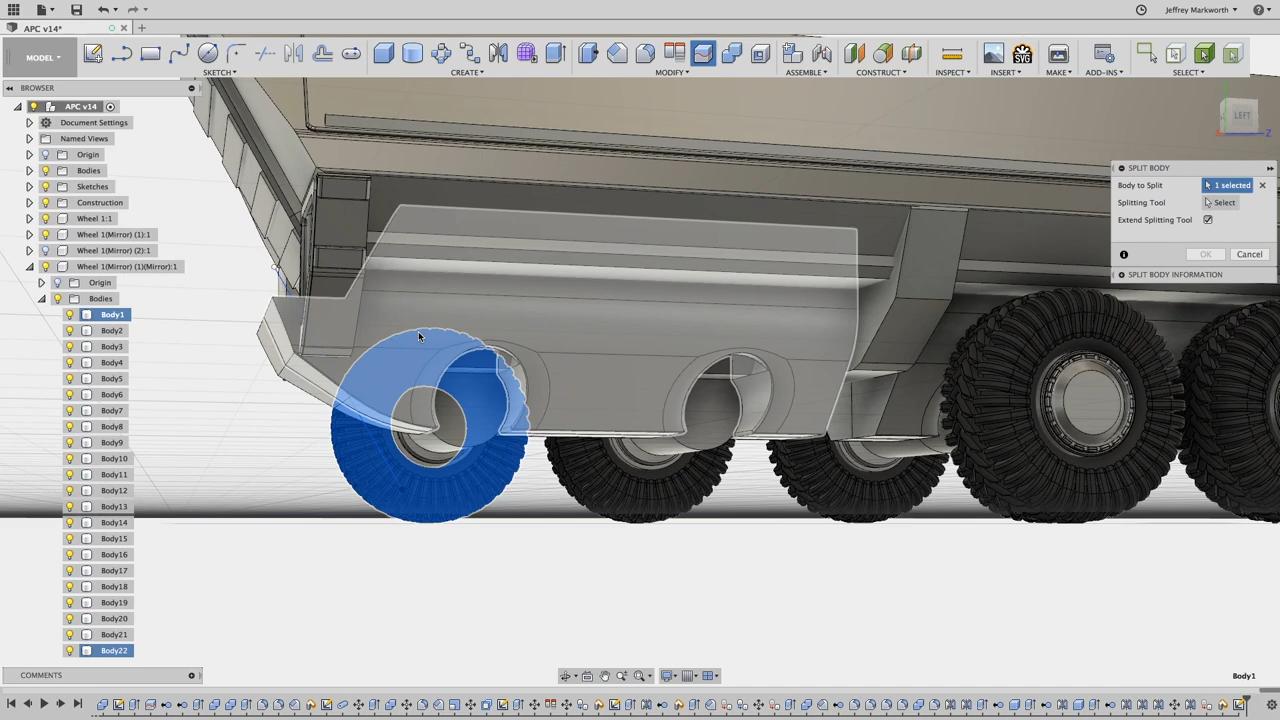 Jeffrey Markworth
APC v14*
MODEL
SKETCH
CREATE
MODIFY
ASSEMBLE
CONSTRUCT
INSPECT
INSERT
MAKE
ADD-INS
SELECT
BROWSER
APC v14
Document Settings
Named Views
Origin
Bodies
Sketches
Construction
Wheel 1:1
Wheel 1(Mirror) (1):1
Wheel 1(Mirror) (2):1
Wheel 1(Mirror) (1)(Mirror):1
Origin
Bodies
Body1
Body2
Body3
Body4
Body5
Body6
Body7
Body8
Body9
Body10
Body11
Body12
Body13
Body14
Body15
Body16
Body17
Body18
Body19
Body20
Body21
Body22
LEFT
Z
SPLIT BODY
Body to Split 1 selected
Splitting Tool Select
Extend Splitting Tool
OK Cancel
SPLIT BODY INFORMATION
COMMENTS
Body1